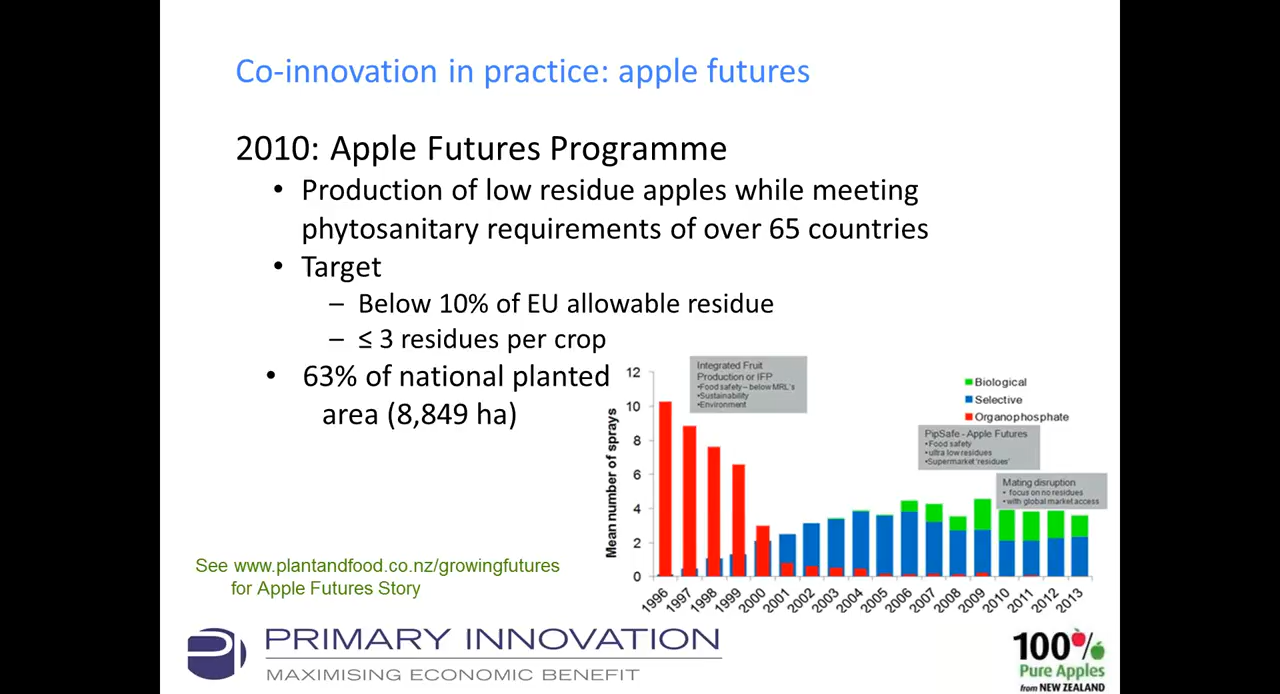 Co-innovation in practice: apple futures
2010: Apple Futures Programme
• Production of low residue apples while meeting
phytosanitary requirements of over 65 countries
• Target
– Below 10% of EU allowable residue
– ≤ 3 residues per crop
• 63% of national planted
area (8,849 ha)
See www.plantandfood.co.nz/growingfutures
for Apple Futures Story
Mean number of sprays
12
10
8
6
4
2
0
Integrated Fruit
Production or IFP
•Food safety – below MRL's
•Sustainability
•Environment
Biological
Selective
Organophosphate
PipSafe - Apple Futures
•Food safety
•ultra low residues
•Supermarket 'residues'
Mating disruption
• focus on no residues
•with global market access
1996 1997 1998 1999 2000 2001 2002 2003 2004 2005 2006 2007 2008 2009 2010 2011 2012 2013
PRIMARY INNOVATION
MAXIMISING ECONOMIC BENEFIT
100%
Pure Apples
from NEW ZEALAND